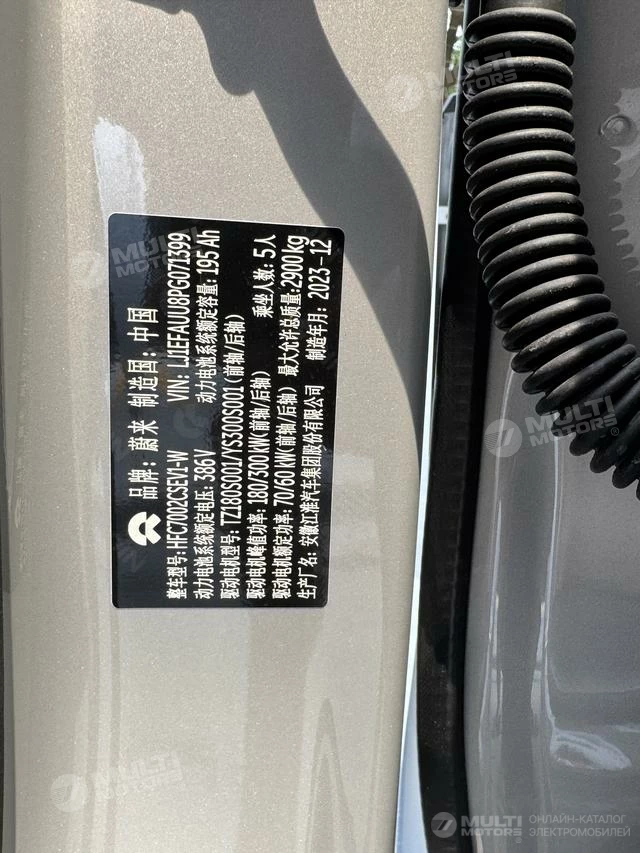 品牌: 蔚来 制造国: 中国
整车型号: HFC7002CSEV1-W VIN: LJ1EFAUU8PG071399
动力电池系统额定电压: 386V 动力电池系统额定容量: 195 Ah
驱动电机型号: TZ180S001/YS300S001 (前轴/后轴)
驱动电机峰值功率: 180/300 kW(前轴/后轴) 乘坐人数: 5人
驱动电机额定功率: 70/60 kW(前轴/后轴) 最大允许总质量: 2900kg
生产厂名: 安徽江淮汽车集团股份有限公司 制造年月: 2023-12
MULTI MOTORS
MULTI MOTORS
MULTI MOTORS
MULTI MOTORS
MULTI MOTORS
ОНЛАЙН-КАТАЛОГ
ЭЛЕКТРОМОБИЛЕЙ